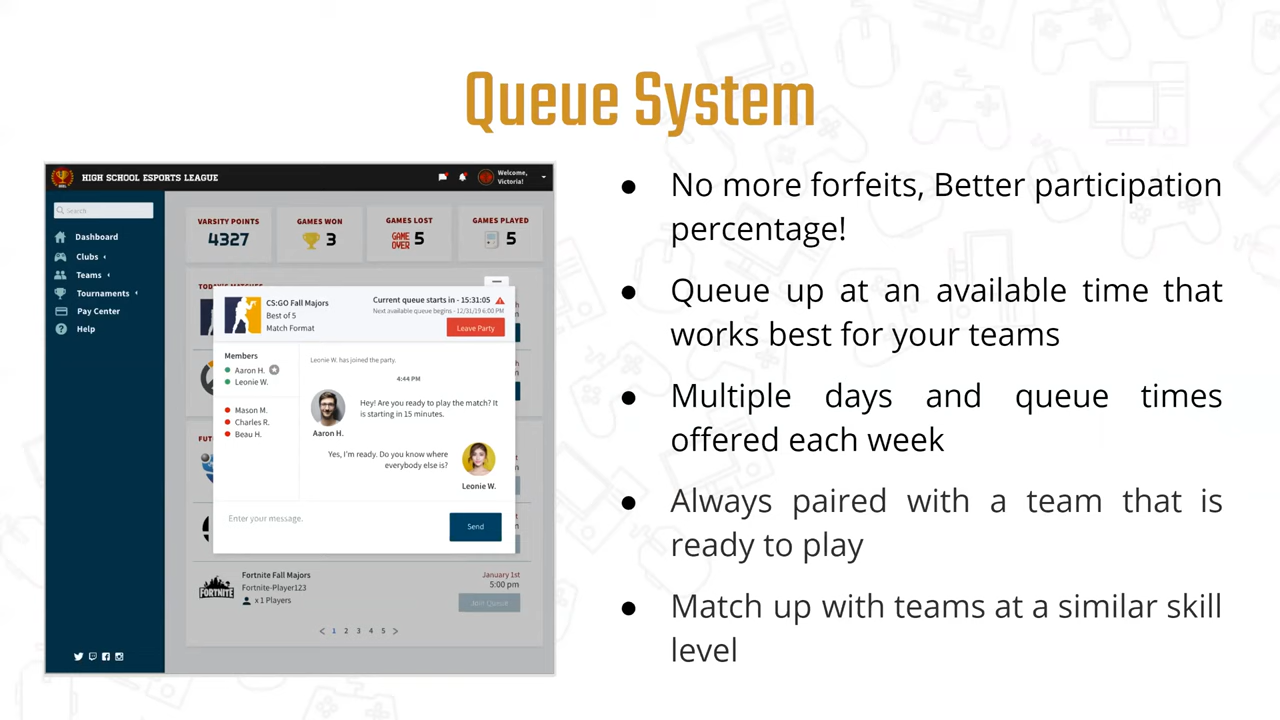 Queue System
HIGH SCHOOL ESPORTS LEAGUE
Welcome,
Victoria!
Search
Dashboard
Clubs
Teams
Tournaments
Pay Center
Help
VARSITY POINTS
4327
GAMES WON
3
GAMES LOST
GAME
OVER
5
GAMES PLAYED
5
CS:GO Fall Majors
Best of 5
Match Format
Current queue starts in - 15:31:05
Next available queue begins - 12/31/19 6:00 PM
Leave Party
Members
Aaron H.
Leonie W.
Mason M.
Charles R.
Beau H.
Leonie W. has joined the party.
4:44 PM
Hey! Are you ready to play the match? It
is starting in 15 minutes.
Aaron H.
Yes, I'm ready. Do you know where
everybody else is?
Leonie W.
Enter your message.
Send
FORTNITE
Fortnite Fall Majors
Fortnite-Player123
x 1 Players
January 1st
5:00 pm
Join Queue
< 1 2 3 4 5 >
● No more forfeits, Better participation
percentage!
● Queue up at an available time that
works best for your teams
● Multiple days and queue times
offered each week
● Always paired with a team that is
ready to play
● Match up with teams at a similar skill
level